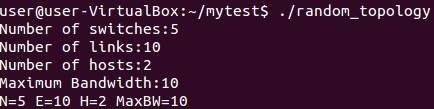 user@user-VirtualBox:~/mytest$ ./random_topology
Number of switches:5
Number of links:10
Number of hosts:2
Maximum Bandwidth:10
N=5 E=10 H=2 MaxBW=10